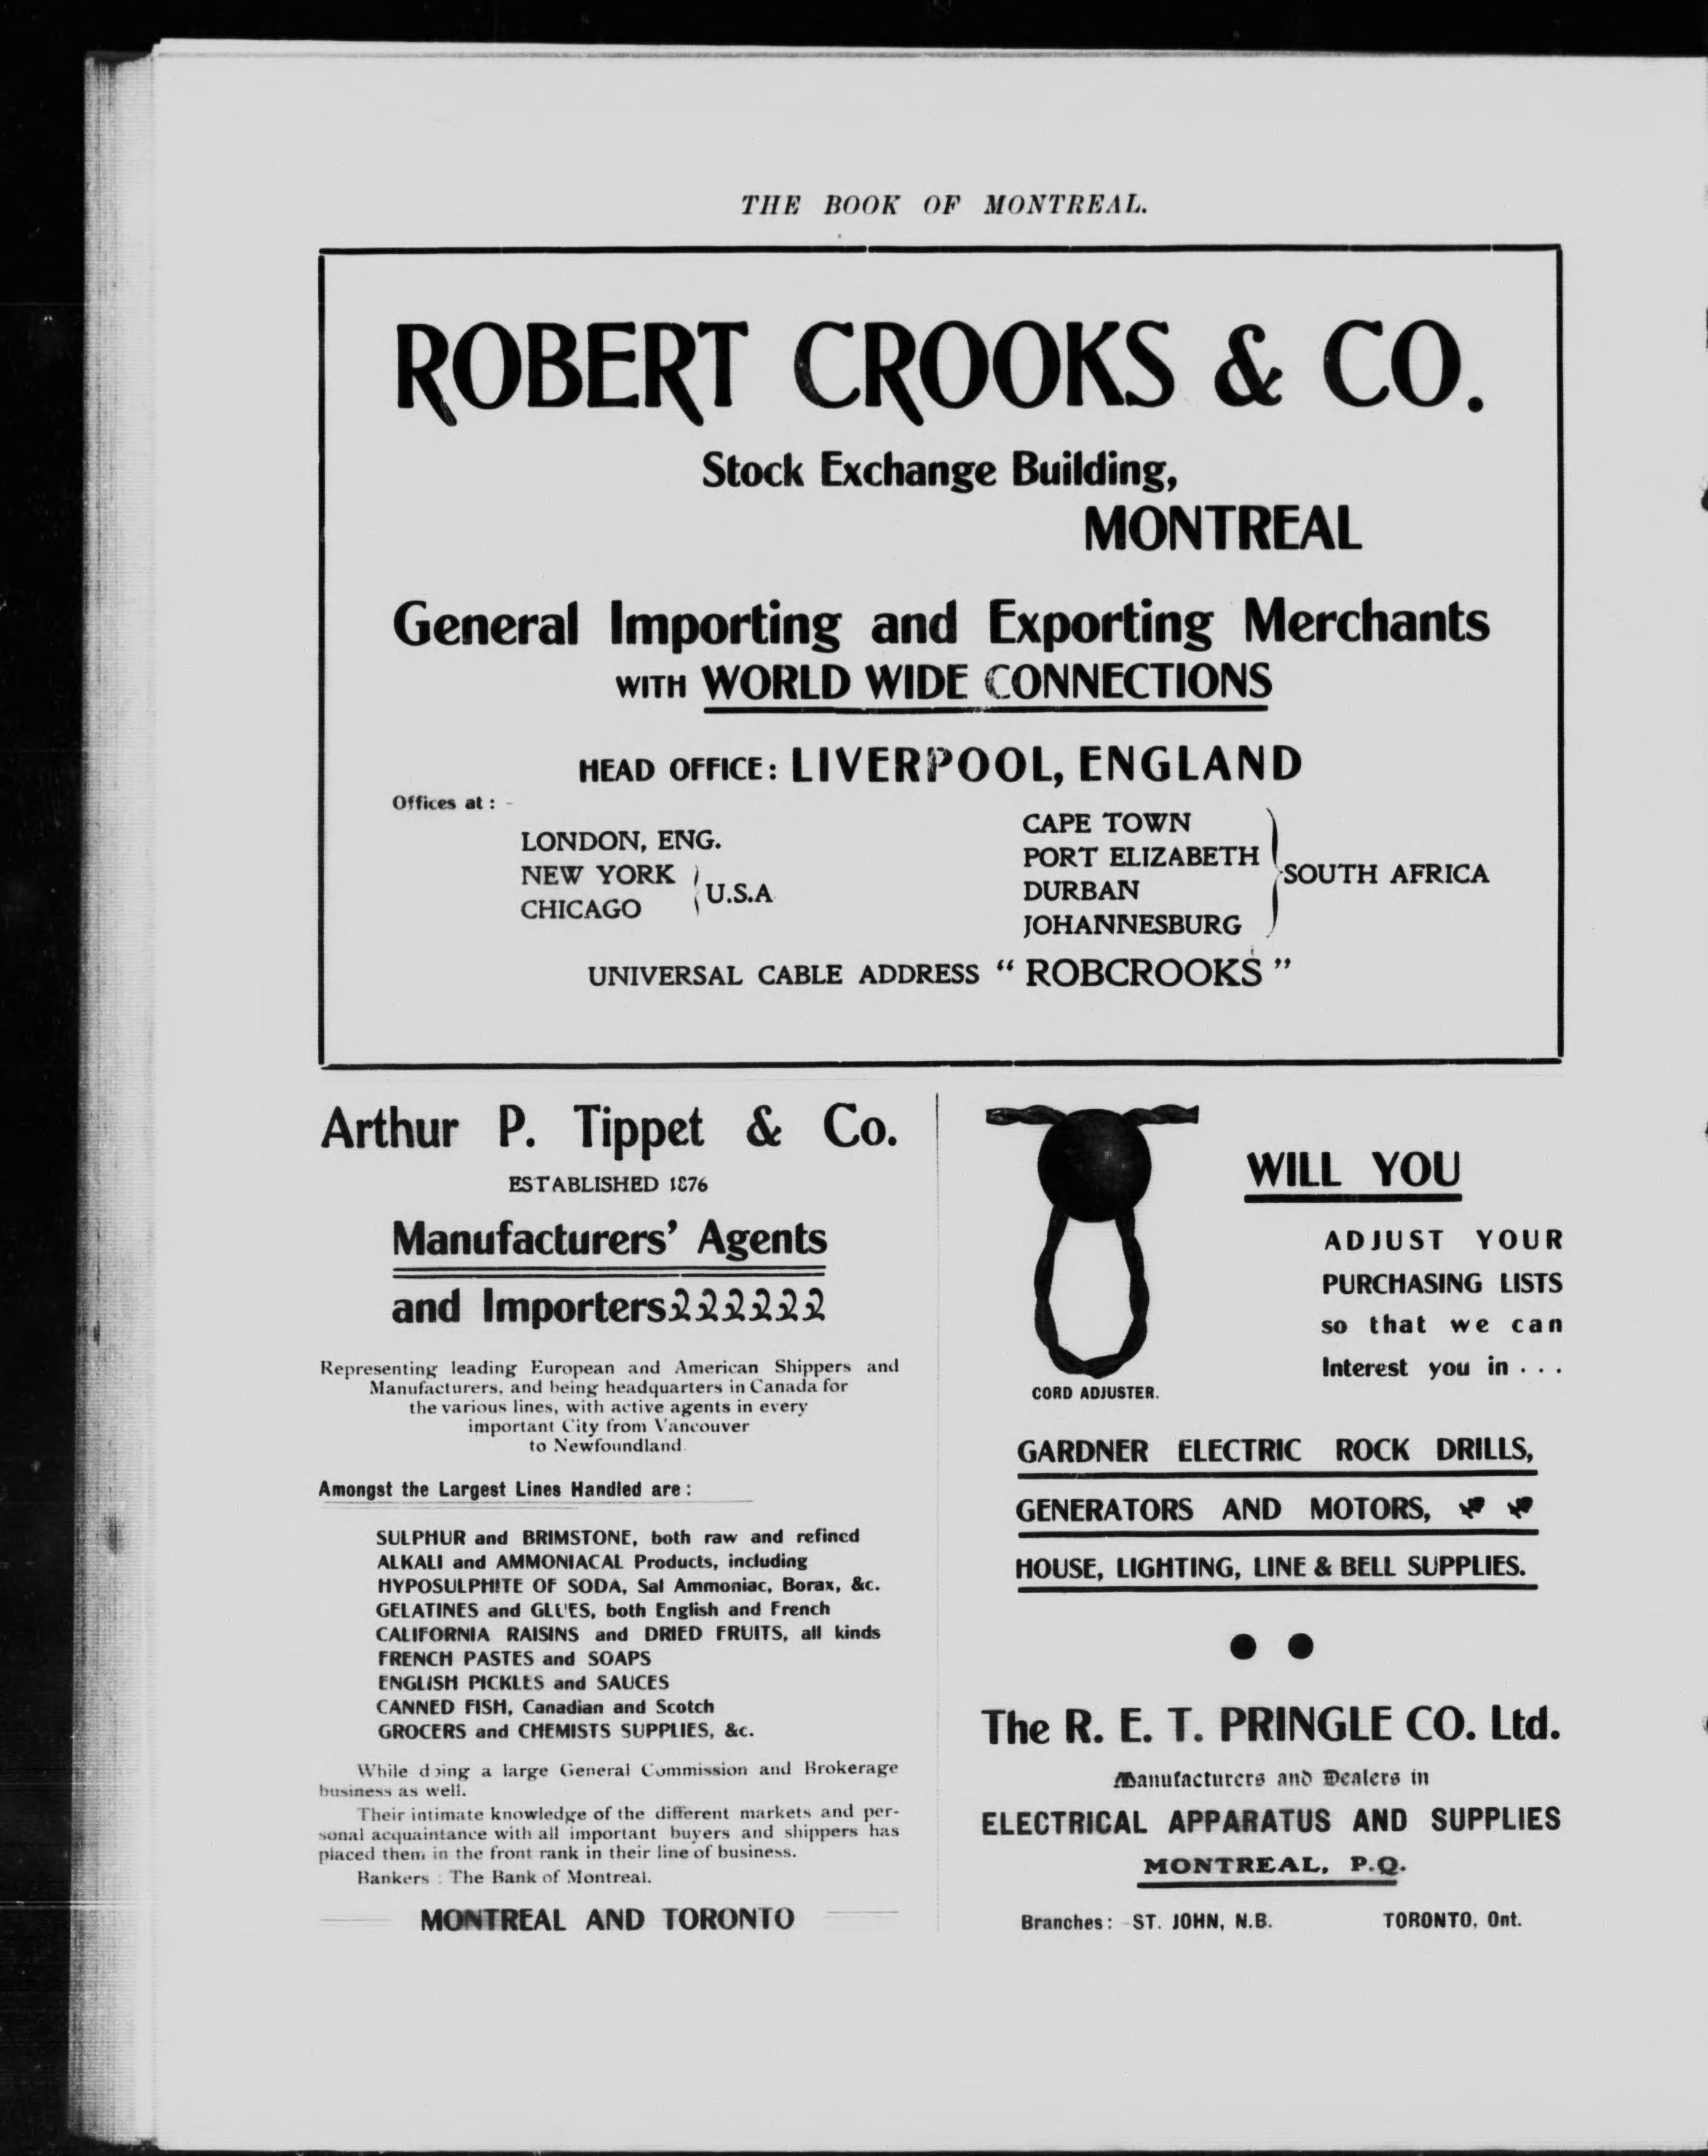 THE BOOK OF MONTREAL.
ROBERT CROOKS & CO.
Stock Exchange Building,
MONTREAL
General Importing and Exporting Merchants
WITH WORLD WIDE CONNECTIONS
HEAD OFFICE: LIVERPOOL, ENGLAND
Offices at: -
LONDON, ENG.
NEW YORK
CHICAGO
U.S.A
CAPE TOWN
PORT ELIZABETH
DURBAN
JOHANNESBURG
SOUTH AFRICA
UNIVERSAL CABLE ADDRESS "ROBCROOKS"
Arthur P. Tippet & Co.
ESTABLISHED 1876
Manufacturers' Agents
and Importers
Representing leading European and American Shippers and
Manufacturers, and being headquarters in Canada for
the various lines, with active agents in every
important City from Vancouver
to Newfoundland
Amongst the Largest Lines Handled are:
SULPHUR and BRIMSTONE, both raw and refined
ALKALI and AMMONIACAL Products, including
HYPOSULPHITE OF SODA, Sal Ammoniac, Borax, &c.
GELATINES and GLUES, both English and French
CALIFORNIA RAISINS and DRIED FRUITS, all kinds
FRENCH PASTES and SOAPS
ENGLISH PICKLES and SAUCES
CANNED FISH, Canadian and Scotch
GROCERS and CHEMISTS SUPPLIES, &c.
While doing a large General Commission and Brokerage
business as well.
Their intimate knowledge of the different markets and per-
sonal acquaintance with all important buyers and shippers has
placed them in the front rank in their line of business.
Bankers: The Bank of Montreal.
MONTREAL AND TORONTO
WILL YOU
ADJUST YOUR
PURCHASING LISTS
so that we can
Interest you in . . .
CORD ADJUSTER.
GARDNER ELECTRIC ROCK DRILLS,
GENERATORS AND MOTORS,
HOUSE, LIGHTING, LINE & BELL SUPPLIES.
The R. E. T. PRINGLE CO. Ltd.
Manufacturers and Dealers in
ELECTRICAL APPARATUS AND SUPPLIES
MONTREAL, P.Q.
Branches: - ST. JOHN, N.B. TORONTO, Ont.